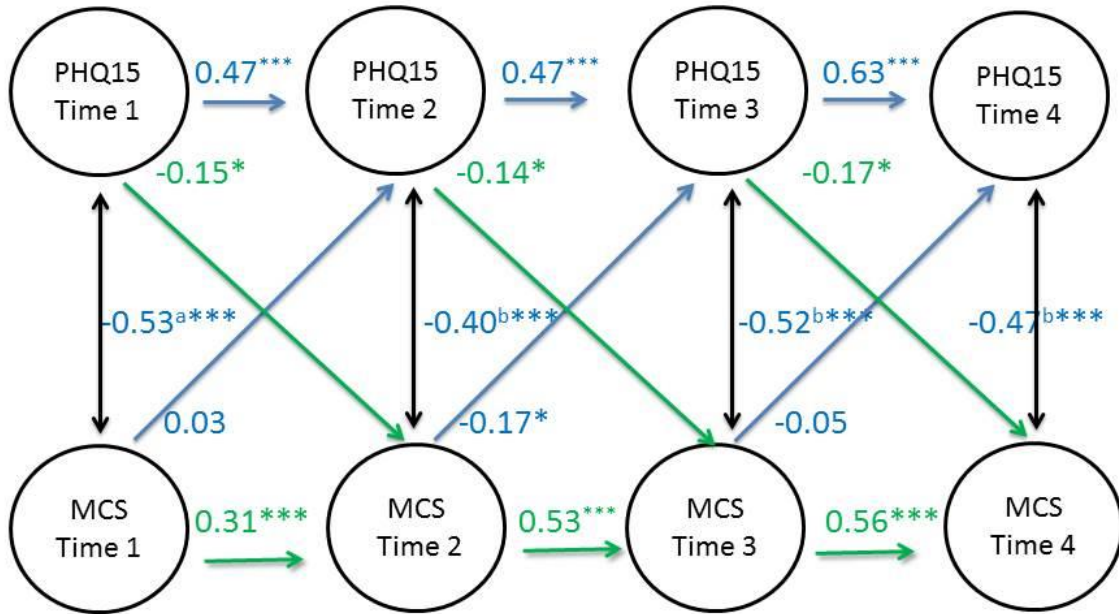 PHQ15
Time 1
0.47***
PHQ15
Time 2
0.47***
PHQ15
Time 3
0.63***
PHQ15
Time 4
-0.15*
-0.14*
-0.17*
-0.53ᵃ***
-0.40ᵇ***
-0.52ᵇ***
-0.47ᵇ***
0.03
-0.17*
-0.05
MCS
Time 1
0.31***
MCS
Time 2
0.53***
MCS
Time 3
0.56***
MCS
Time 4